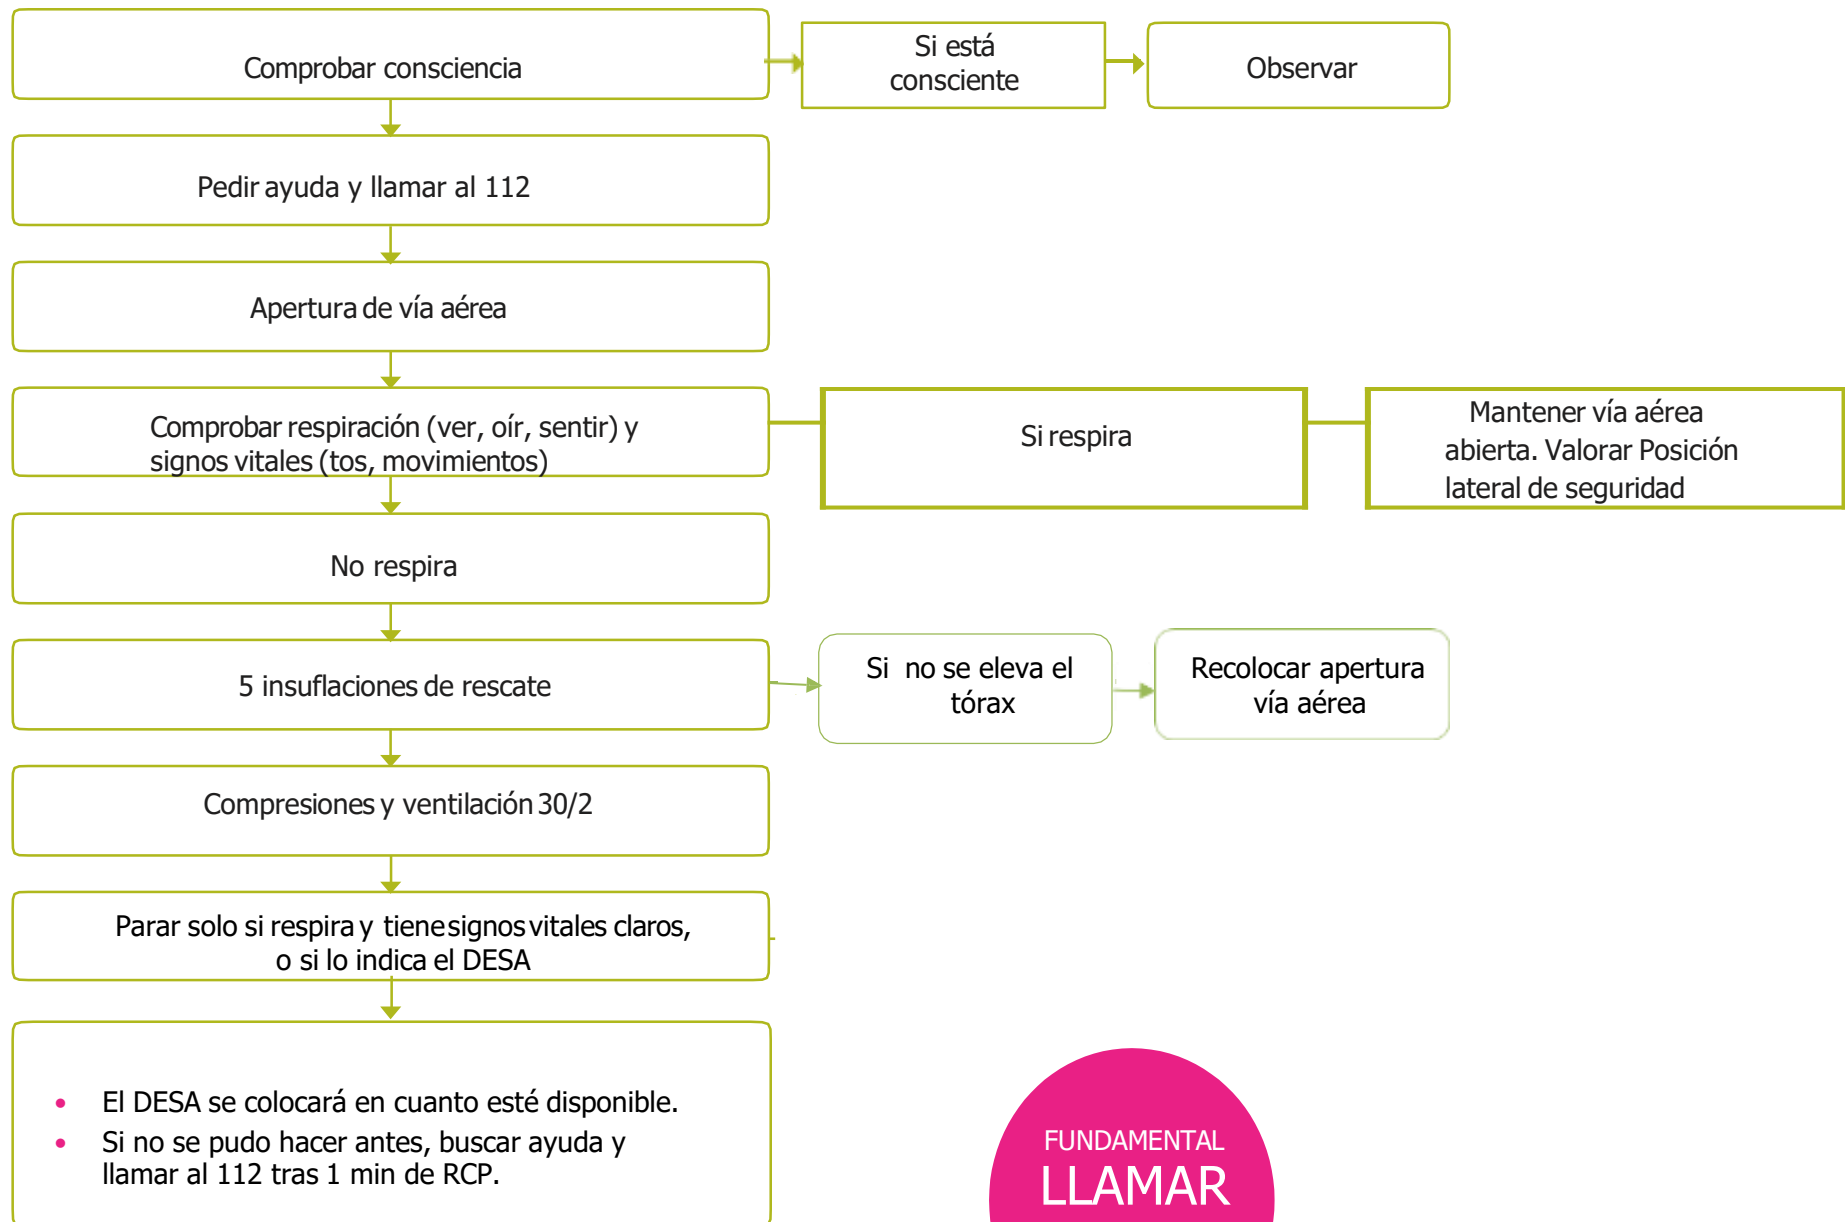 Comprobar consciencia
Si está
consciente
Observar
Pedir ayuda y llamar al 112
Apertura de vía aérea
Comprobar respiración (ver, oír, sentir) y
signos vitales (tos, movimientos)
Si respira
Mantener vía aérea
abierta. Valorar Posición
lateral de seguridad
No respira
5 insuflaciones de rescate
Si no se eleva el
tórax
Recolocar apertura
vía aérea
Compresiones y ventilación 30/2
Parar solo si respira y tiene signos vitales claros,
o si lo indica el DESA
• El DESA se colocará en cuanto esté disponible.
• Si no se pudo hacer antes, buscar ayuda y
llamar al 112 tras 1 min de RCP.
FUNDAMENTAL
LLAMAR